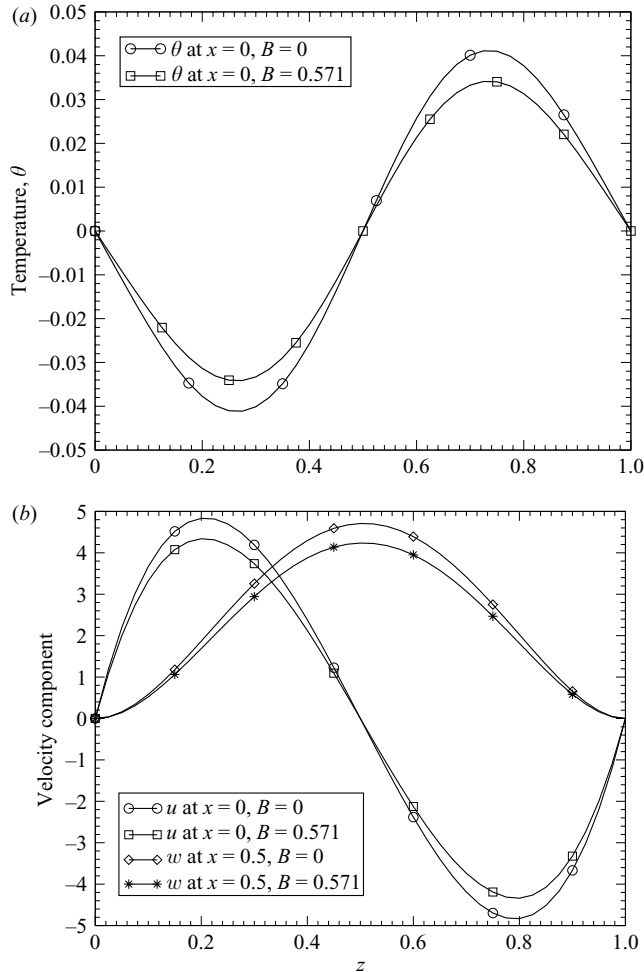 (a)
0.05
0.04
0.03
0.02
0.01
0
–0.01
–0.02
–0.03
–0.04
–0.05
Temperature, θ
θ at x = 0, B = 0
θ at x = 0, B = 0.571
0 0.2 0.4 0.6 0.8 1.0
(b)
5
4
3
2
1
0
–1
–2
–3
–4
–5
Velocity component
u at x = 0, B = 0
u at x = 0, B = 0.571
w at x = 0.5, B = 0
w at x = 0.5, B = 0.571
0 0.2 0.4 0.6 0.8 1.0
z